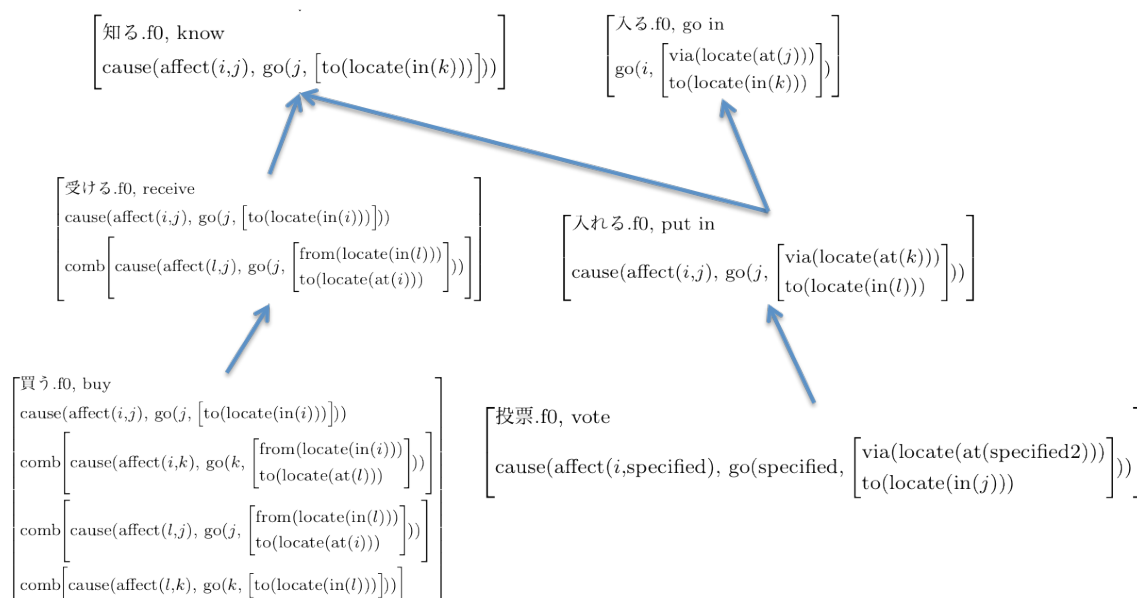 知る.f0, know
cause(affect(i,j), go(j, [to(locate(in(k)))]))
入る.f0, go in
go(i, [via(locate(at(j)))
to(locate(in(k)))])
受ける.f0, receive
cause(affect(i,j), go(j, [to(locate(in(i)))]))
comb[cause(affect(l,j), go(j, [from(locate(in(l)))
to(locate(at(i)))]))]
入れる.f0, put in
cause(affect(i,j), go(j, [via(locate(at(k)))
to(locate(in(l)))]))
買う.f0, buy
cause(affect(i,j), go(j, [to(locate(in(i)))]))
comb[cause(affect(i,k), go(k, [from(locate(in(i)))
to(locate(at(l)))]))]
comb[cause(affect(l,j), go(j, [from(locate(in(l)))
to(locate(at(i)))]))]
comb[cause(affect(l,k), go(k, [to(locate(in(l)))]))]
投票.f0, vote
cause(affect(i,specified), go(specified, [via(locate(at(specified2)))
to(locate(in(j)))]))